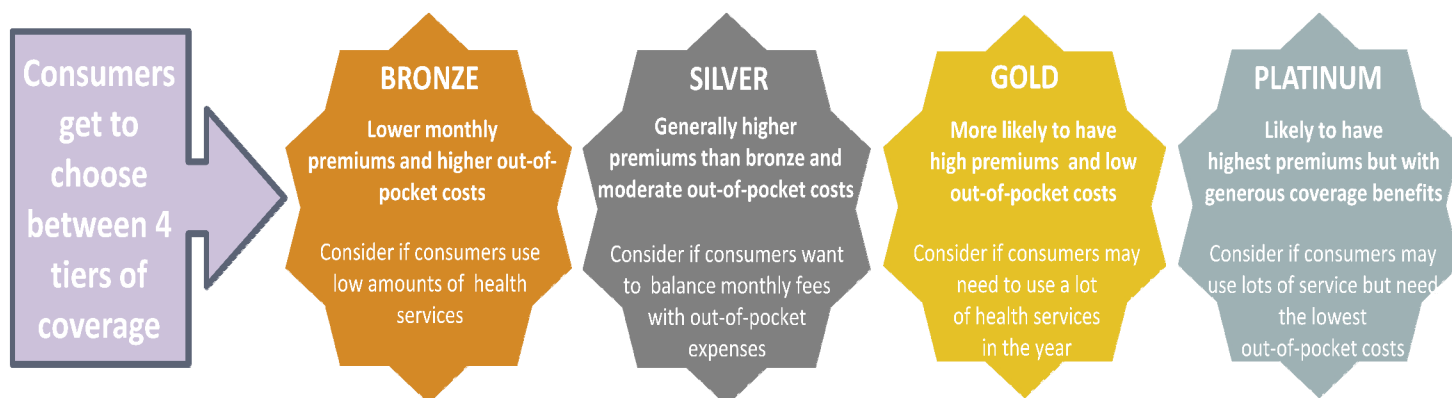 Consumers
get to
choose
between 4
tiers of
coverage
BRONZE
Lower monthly
premiums and higher out-of-
pocket costs
Consider if consumers use
low amounts of health
services
SILVER
Generally higher
premiums than bronze and
moderate out-of-pocket costs
Consider if consumers want
to balance monthly fees
with out-of-pocket
expenses
GOLD
More likely to have
high premiums and low
out-of-pocket costs
Consider if consumers may
need to use a lot
of health services
in the year
PLATINUM
Likely to have
highest premiums but with
generous coverage benefits
Consider if consumers may
use lots of service but need
the lowest
out-of-pocket costs